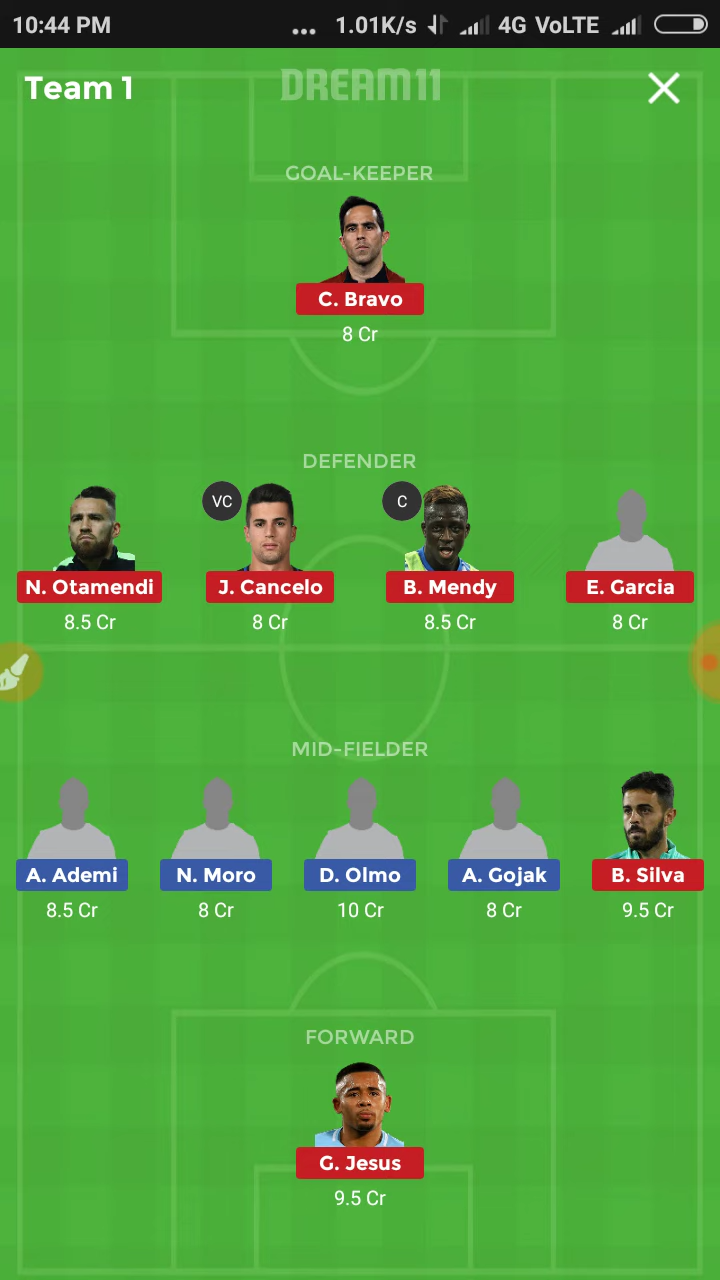 10:44 PM ... 1.01K/s 4G VoLTE
Team 1 DREAM11
GOAL-KEEPER
C. Bravo
8 Cr
DEFENDER
VC C
N. Otamendi J. Cancelo B. Mendy E. Garcia
8.5 Cr 8 Cr 8.5 Cr 8 Cr
MID-FIELDER
A. Ademi N. Moro D. Olmo A. Gojak B. Silva
8.5 Cr 8 Cr 10 Cr 8 Cr 9.5 Cr
FORWARD
G. Jesus
9.5 Cr